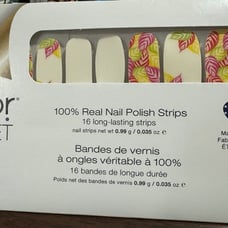 100% Real Nail Polish Strips
16 long-lasting strips
nail strips net wt 0.99 g / 0.035 oz
Bandes de vernis
à ongles véritable à 100%
16 bandes de longue durée
Poids net des bandes de vernis 0.99 g / 0.035 oz